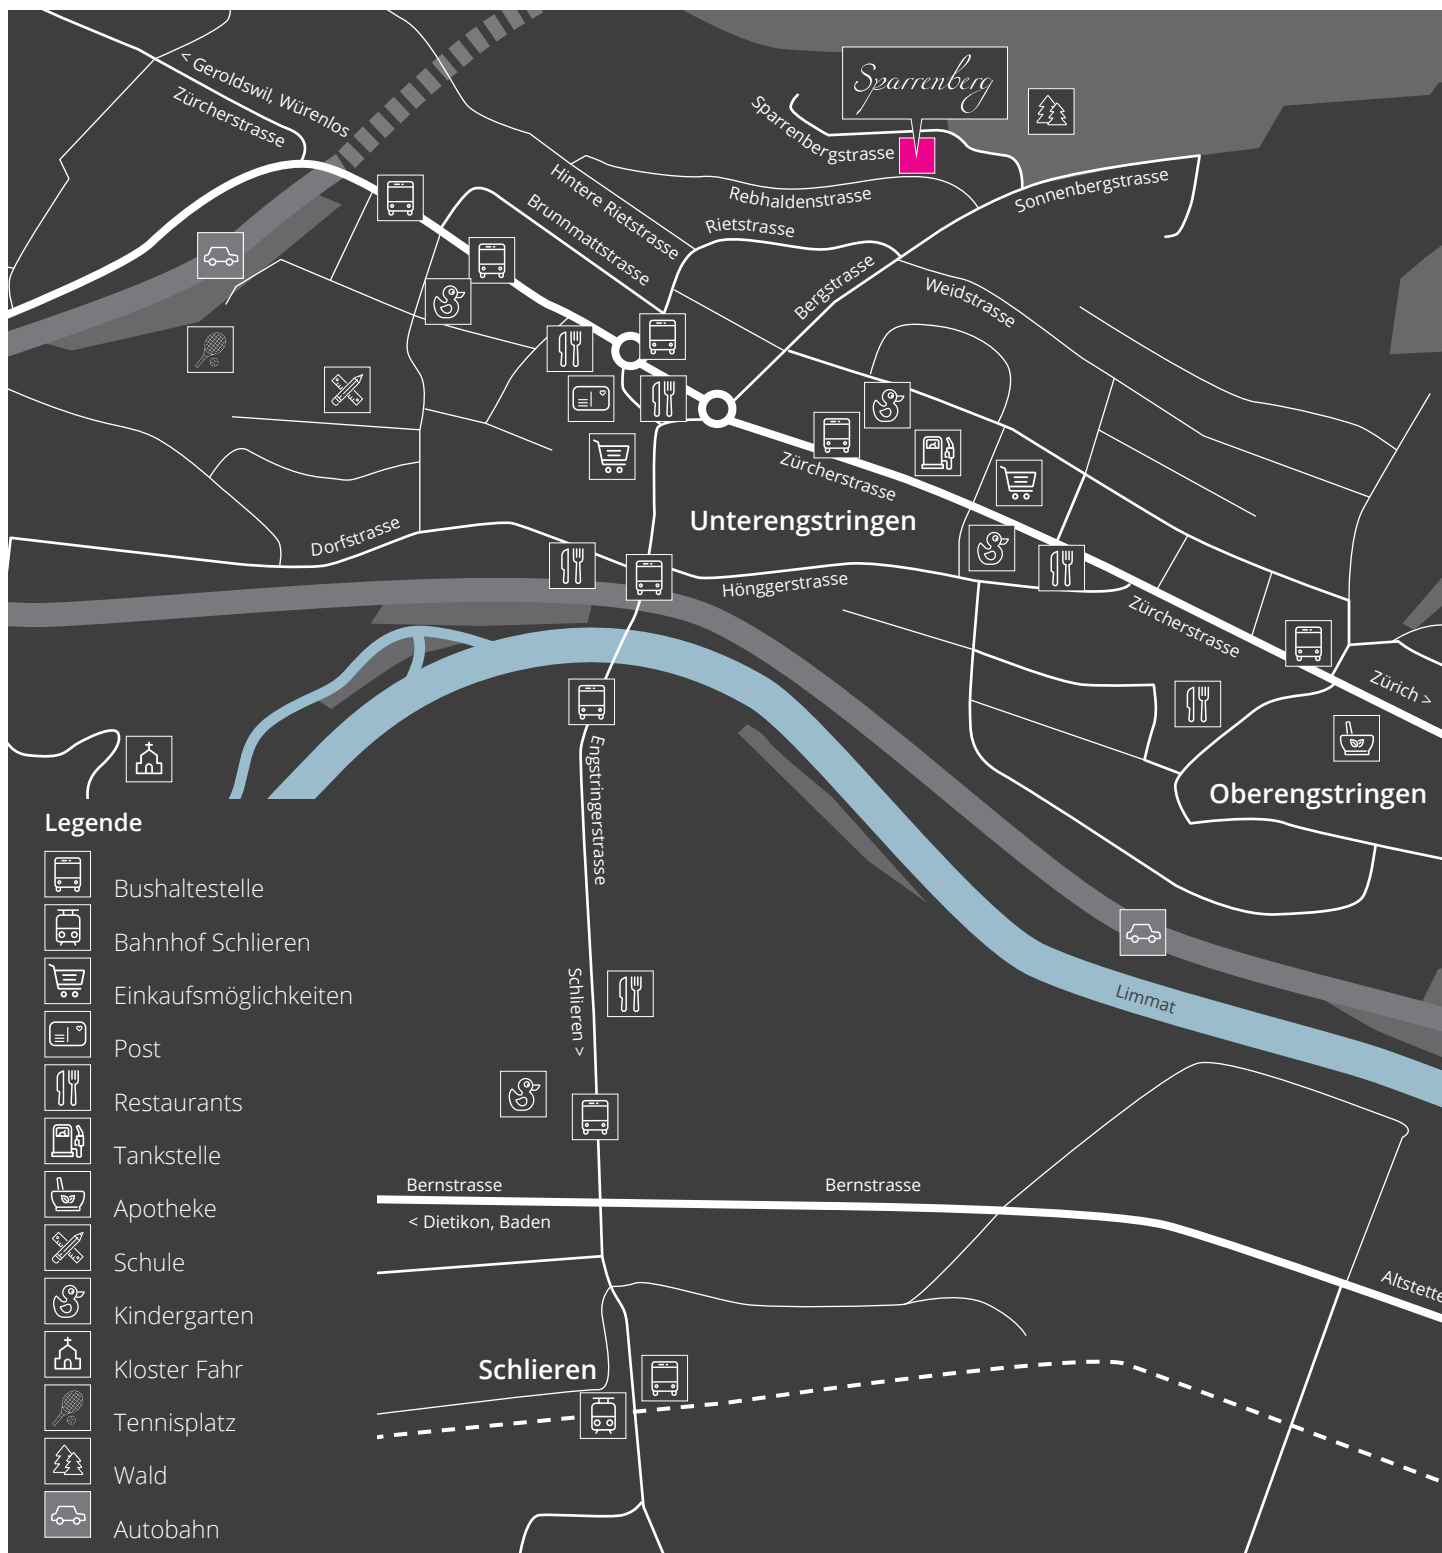 < Geroldswil, Würenlos
Zürcherstrasse
Sparrenberg
Sparrenbergstrasse
Hintere Rietstrasse
Brunnmattstrasse
Rebhaldenstrasse
Rietstrasse
Sonnenbergstrasse
Bergstrasse
Weidstrasse
Zürcherstrasse
Unterengstringen
Dorfstrasse
Hönggerstrasse
Zürcherstrasse
Zürich >
Oberengstringen
Engstringerstrasse
Schlieren >
Limmat
Bernstrasse
Bernstrasse
< Dietikon, Baden
Altstette
Schlieren
Legende
Bushaltestelle
Bahnhof Schlieren
Einkaufsmöglichkeiten
Post
Restaurants
Tankstelle
Apotheke
Schule
Kindergarten
Kloster Fahr
Tennisplatz
Wald
Autobahn